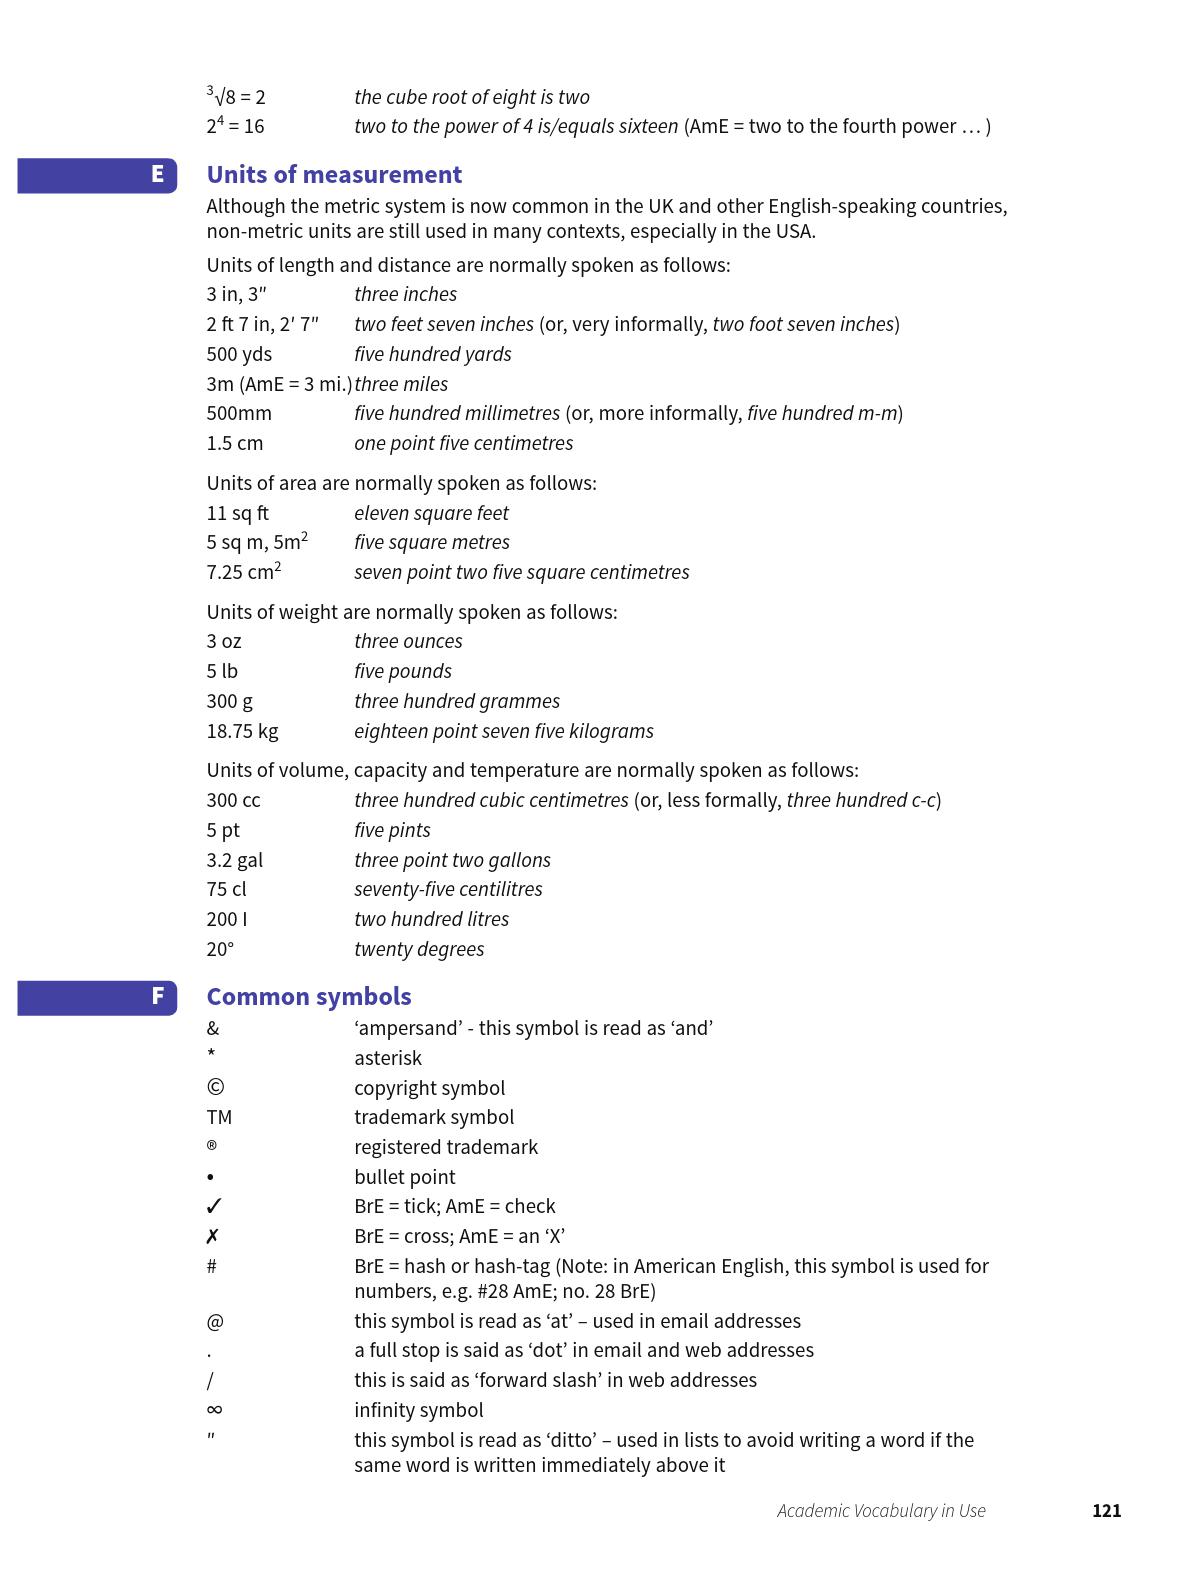 ³√8 = 2 the cube root of eight is two
2⁴ = 16 two to the power of 4 is/equals sixteen (AmE = two to the fourth power … )
E Units of measurement
Although the metric system is now common in the UK and other English-speaking countries,
non-metric units are still used in many contexts, especially in the USA.
Units of length and distance are normally spoken as follows:
3 in, 3″ three inches
2 ft 7 in, 2′ 7″ two feet seven inches (or, very informally, two foot seven inches)
500 yds five hundred yards
3m (AmE = 3 mi.) three miles
500mm five hundred millimetres (or, more informally, five hundred m-m)
1.5 cm one point five centimetres
Units of area are normally spoken as follows:
11 sq ft eleven square feet
5 sq m, 5m² five square metres
7.25 cm² seven point two five square centimetres
Units of weight are normally spoken as follows:
3 oz three ounces
5 lb five pounds
300 g three hundred grammes
18.75 kg eighteen point seven five kilograms
Units of volume, capacity and temperature are normally spoken as follows:
300 cc three hundred cubic centimetres (or, less formally, three hundred c-c)
5 pt five pints
3.2 gal three point two gallons
75 cl seventy-five centilitres
200 I two hundred litres
20° twenty degrees
F Common symbols
& ‘ampersand’ - this symbol is read as ‘and’
* asterisk
© copyright symbol
TM trademark symbol
® registered trademark
• bullet point
✓ BrE = tick; AmE = check
✗ BrE = cross; AmE = an ‘X’
# BrE = hash or hash-tag (Note: in American English, this symbol is used for
numbers, e.g. #28 AmE; no. 28 BrE)
@ this symbol is read as ‘at’ – used in email addresses
. a full stop is said as ‘dot’ in email and web addresses
/ this is said as ‘forward slash’ in web addresses
∞ infinity symbol
″ this symbol is read as ‘ditto’ – used in lists to avoid writing a word if the
same word is written immediately above it
Academic Vocabulary in Use 121